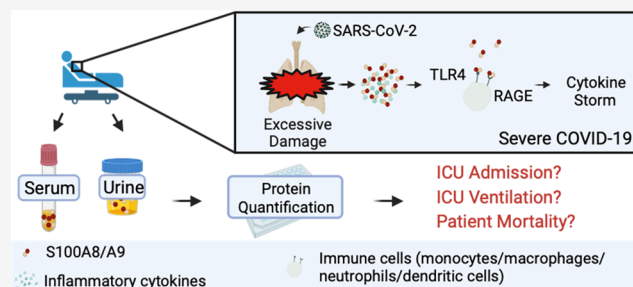 SARS-CoV-2
TLR4
RAGE
Cytokine
Storm
Excessive
Damage
Severe COVID-19
Serum
Urine
Protein
Quantification
ICU Admission?
ICU Ventilation?
Patient Mortality?
S100A8/A9
Inflammatory cytokines
Immune cells (monocytes/macrophages/
neutrophils/dendritic cells)